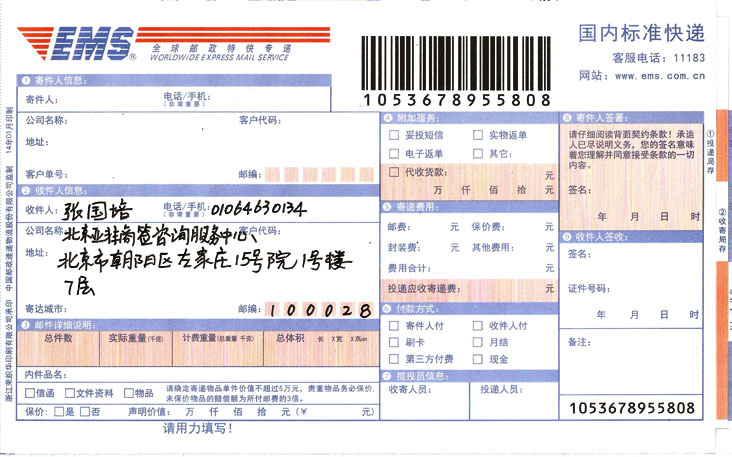 EMS®
全球邮政特快专递
WORLDWIDE EXPRESS MAIL SERVICE
1053678955808
国内标准快递
客服电话：11183
网站：www.ems.com.cn
① 寄件人信息：
寄件人：
电话/手机：
（非常重要）
公司名称：
客户代码：
地址：
客户单号：
邮编：
② 收件人信息：
收件人：张国培
电话/手机：01064630134
（非常重要）
公司名称：北京亚非商签咨询服务中心、
地址：北京市朝阳区左家庄15号院1号楼
7层
寄达城市：
邮编：100028
③ 邮件详细说明：
总件数
实际重量（千克）
计费重量（总重量 千克）
总体积 长 X 宽 X 高cm
内件品名：
□信函 □文件资料 □物品
请确定寄递物品单件价值不超过5万元，贵重物品务必保价，
未保价物品的赔偿额为所付邮费的3倍。
保价：□是 □否 声明价值： 万 仟 佰 拾 元（￥ 元）
请用力填写！
④ 附加服务：
□ 妥投短信 □ 实物返单
□ 电子返单 □ 其它：
□ 代收货款： 元
万 仟 佰 拾 元
⑤ 寄递费用：
邮费： 元 保价费： 元
封装费： 元 其他费用： 元
费用合计： 元
投递应收寄递费： 元
⑥ 付款方式：
□ 寄件人付 □ 收件人付
□ 刷卡 □ 月结
□ 第三方付费 □ 现金
⑦ 揽投员信息：
收寄人员： 投递人员：
⑧ 寄件人签署：
请仔细阅读背面契约条款！承运
人已尽说明义务，您的签名意味
着您理解并同意接受条款的一切
内容。
签名：
年 月 日 时
⑨ 收件人签收：
签名：
证件号码：
年 月 日 时
备注：
1053678955808
①投递局存
②收寄局存
浙江茉织华印刷有限公司承印 中国邮政速递物流股份有限公司监制 14年01月印制